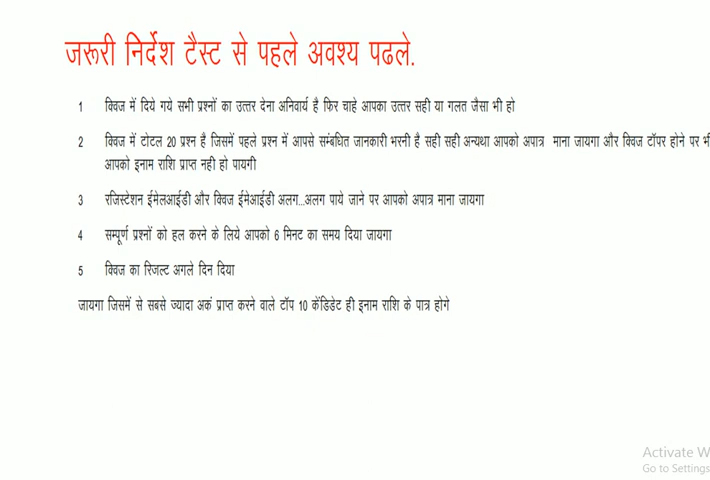 जरूरी निर्देश टैस्ट से पहले अवश्य पढले.
1 क्विज में दिये गये सभी प्रश्नों का उत्तर देना अनिवार्य है फिर चाहे आपका उत्तर सही या गलत जैसा भी हो
2 क्विज में टोटल 20 प्रश्न है जिसमें पहले प्रश्न में आपसे संम्बधित जानकारी भरनी है सही सही अन्यथा आपको अपात्र माना जायगा और क्विज टॉपर होने पर भी
आपको इनाम राशि प्राप्त नही हो पायगी
3 रजिस्टेशन ईमेलआईडी और क्विज ईमेआईडी अलग...अलग पाये जाने पर आपको अपात्र माना जायगा
4 सम्पूर्ण प्रश्नों को हल करने के लिये आपको 6 मिनट का समय दिया जायगा
5 क्विज का रिजल्ट अगले दिन दिया
जायगा जिसमें से सबसे ज्यादा अकं प्राप्त करने वाले टॉप 10 केंडिडेट ही इनाम राशि के पात्र होगे
Activate W
Go to Settings